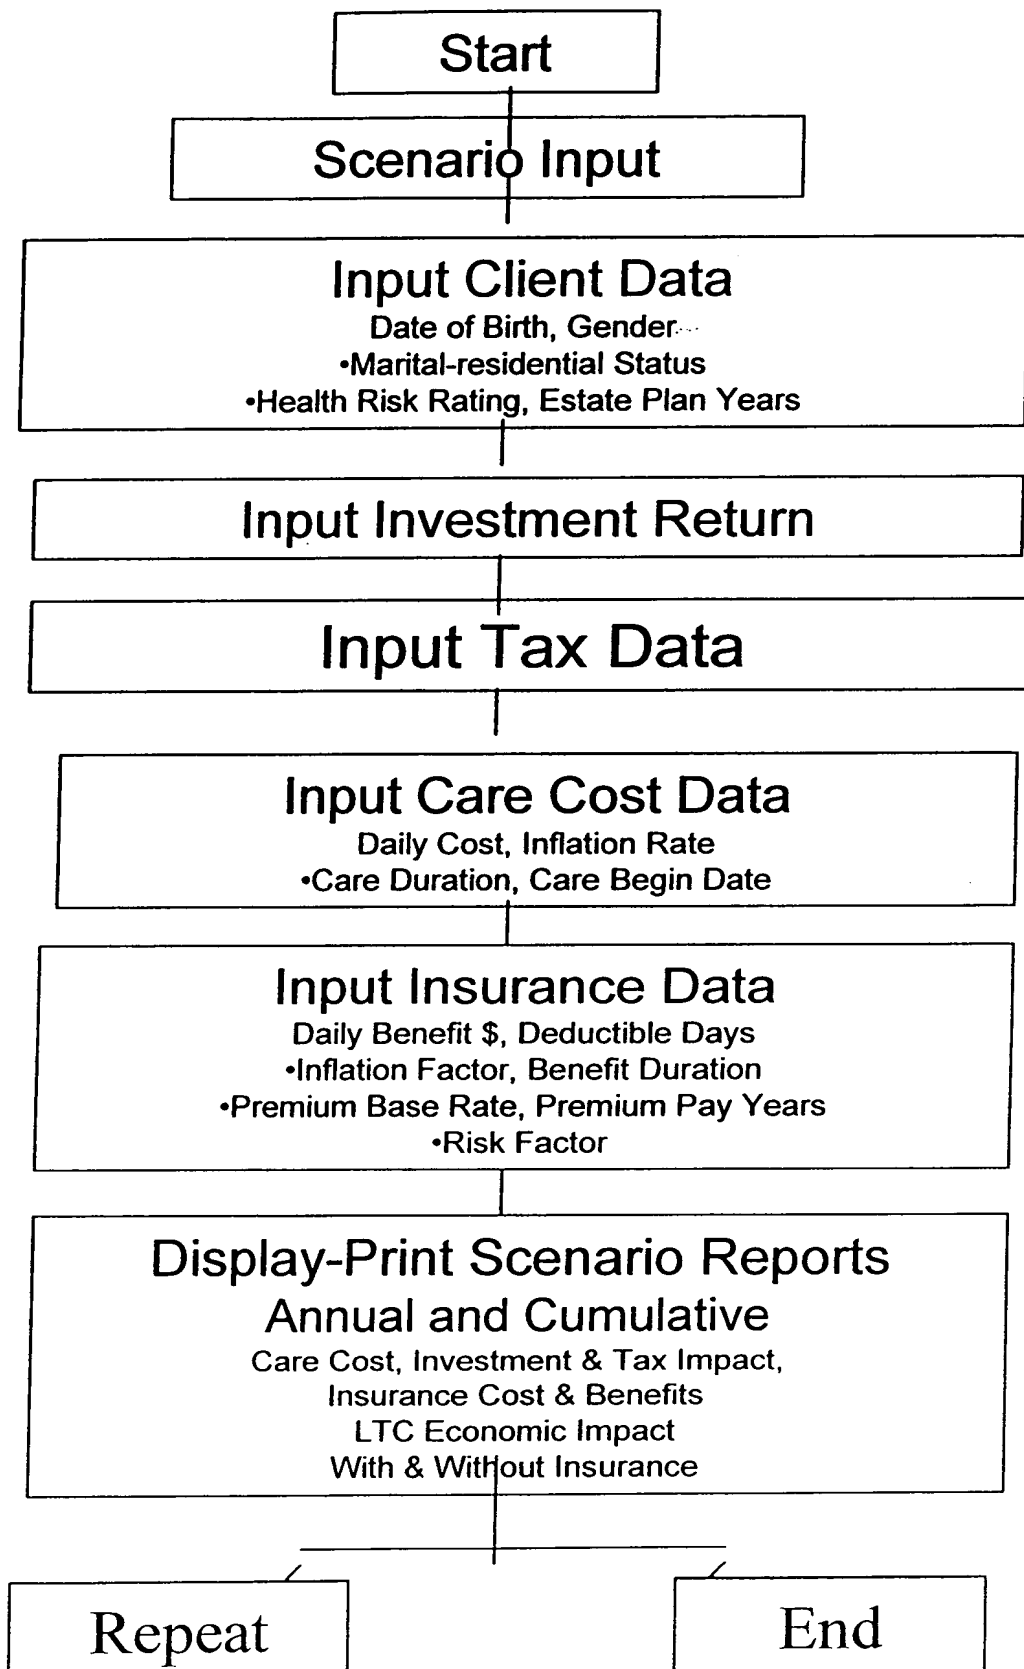 Start
Scenario Input
Input Client Data
Date of Birth, Gender
•Marital-residential Status
•Health Risk Rating, Estate Plan Years
Input Investment Return
Input Tax Data
Input Care Cost Data
Daily Cost, Inflation Rate
•Care Duration, Care Begin Date
Input Insurance Data
Daily Benefit $, Deductible Days
•Inflation Factor, Benefit Duration
•Premium Base Rate, Premium Pay Years
•Risk Factor
Display-Print Scenario Reports
Annual and Cumulative
Care Cost, Investment & Tax Impact,
Insurance Cost & Benefits
LTC Economic Impact
With & Without Insurance
Repeat
End